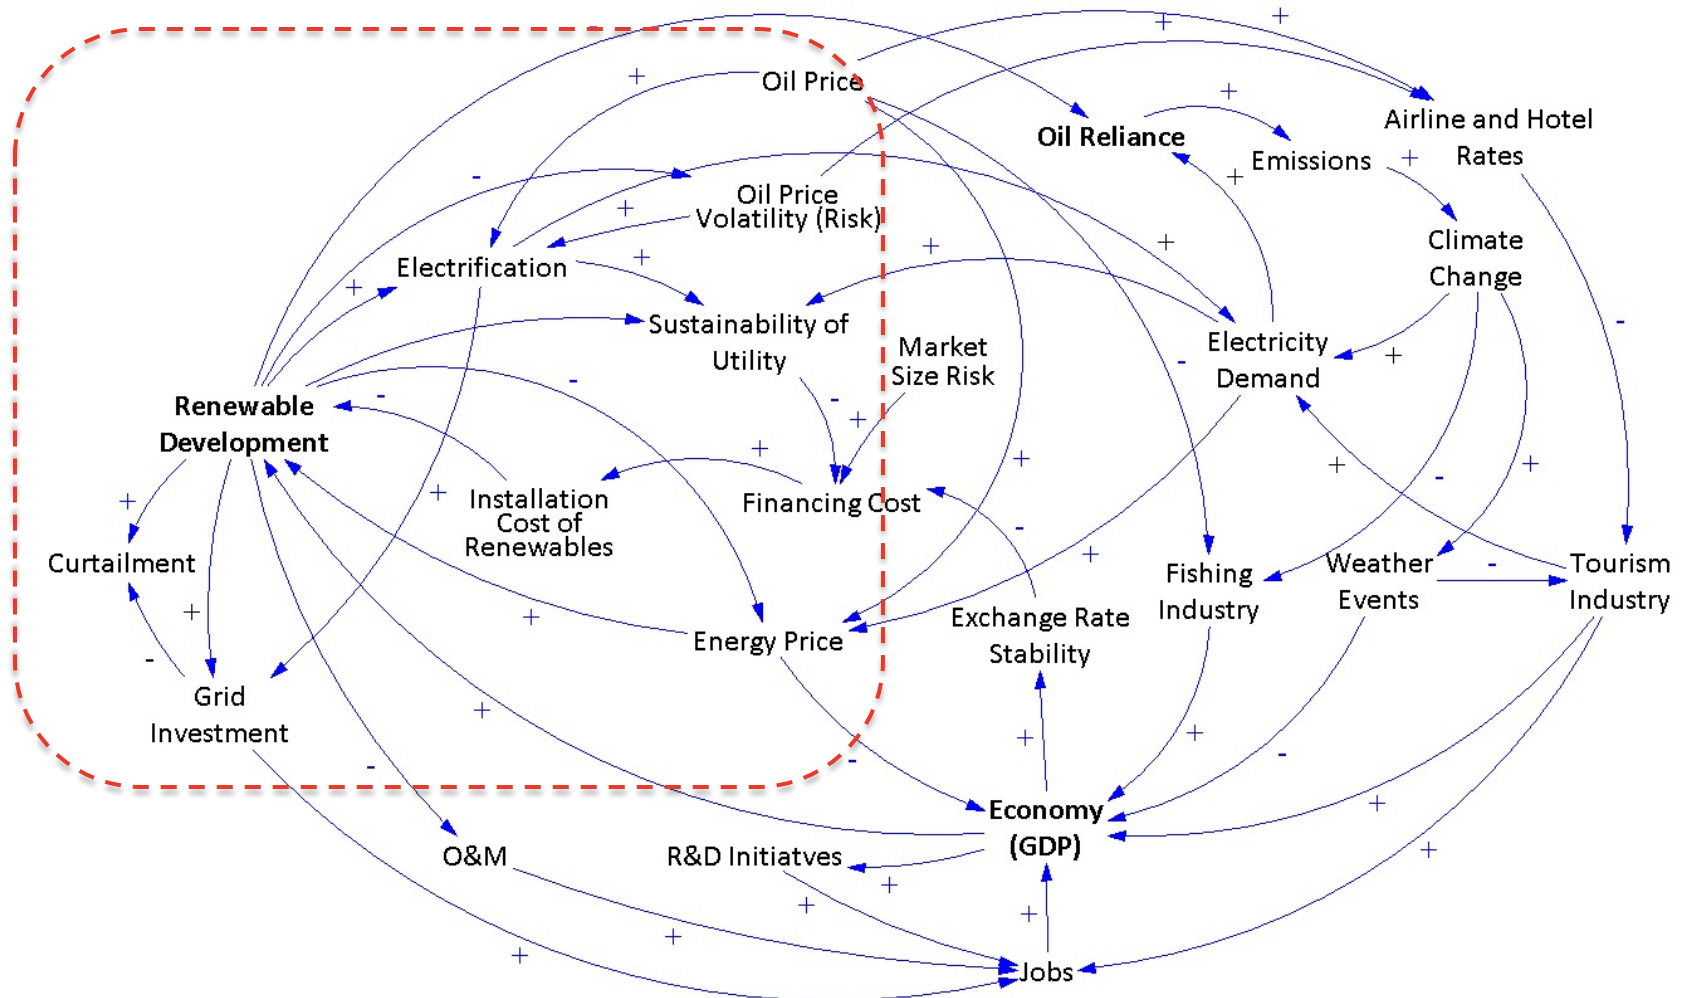 Oil Price
Oil Reliance
Emissions
Airline and Hotel
Rates
Oil Price
Volatility (Risk)
Electrification
Climate
Change
Sustainability of
Utility
Market
Size Risk
Electricity
Demand
Renewable
Development
Installation
Cost of
Renewables
Financing Cost
Curtailment
Fishing
Industry
Weather
Events
Tourism
Industry
Energy Price
Exchange Rate
Stability
Grid
Investment
Economy
(GDP)
O&M
R&D Initiatves
Jobs